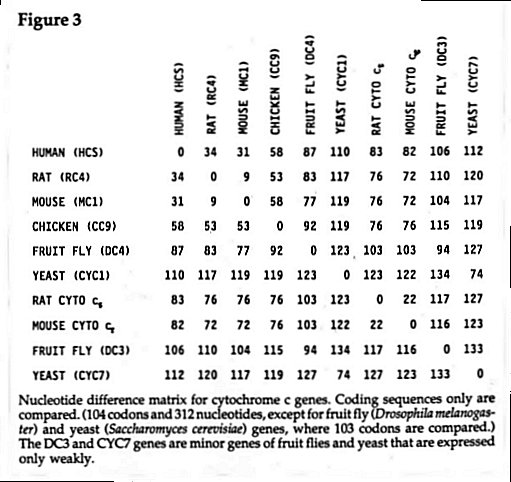 Figure 3
HUMAN (HCS) RAT (RC4) MOUSE (MC1) CHICKEN (CC9) FRUIT FLY (DC4) YEAST (CYC1) RAT CYTO c MOUSE CYTO c FRUIT FLY (DC3) YEAST (CYC7)
HUMAN (HCS) 0 34 31 58 87 110 83 82 106 112
RAT (RC4) 34 0 9 53 83 117 76 72 110 120
MOUSE (MC1) 31 9 0 58 77 119 76 72 104 117
CHICKEN (CC9) 58 53 53 0 92 119 76 76 115 119
FRUIT FLY (DC4) 87 83 77 92 0 123 103 103 94 127
YEAST (CYC1) 110 117 119 119 123 0 123 122 134 74
RAT CYTO c 83 76 76 76 103 123 0 22 117 127
MOUSE CYTO c 82 72 72 76 103 122 22 0 116 123
FRUIT FLY (DC3) 106 110 104 115 94 134 117 116 0 133
YEAST (CYC7) 112 120 117 119 127 74 127 123 133 0
Nucleotide difference matrix for cytochrome c genes. Coding sequences only are
compared. (104 codons and 312 nucleotides, except for fruit fly (Drosophila melanogas-
ter) and yeast (Saccharomyces cerevisiae) genes, where 103 codons are compared.)
The DC3 and CYC7 genes are minor genes of fruit flies and yeast that are expressed
only weakly.